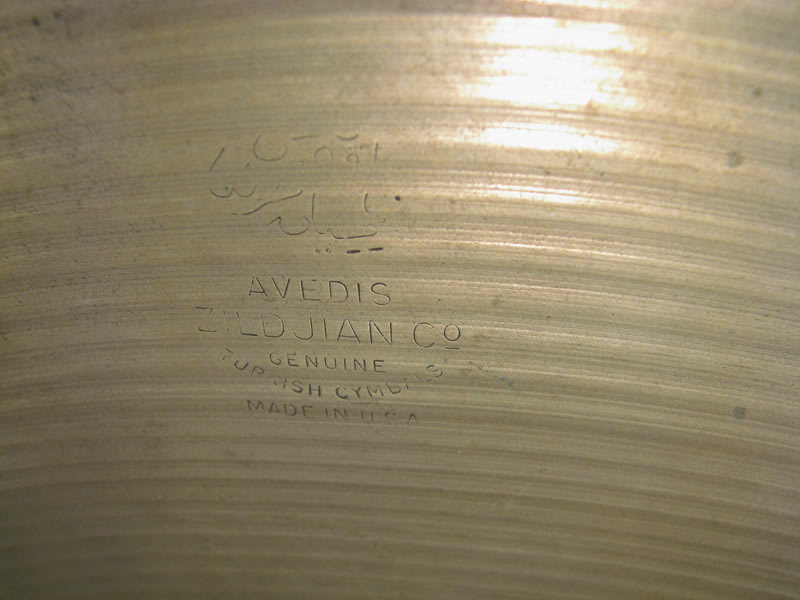 AVEDIS
ZILDJIAN Co
GENUINE
TURKISH CYMBALS
MADE IN U.S.A